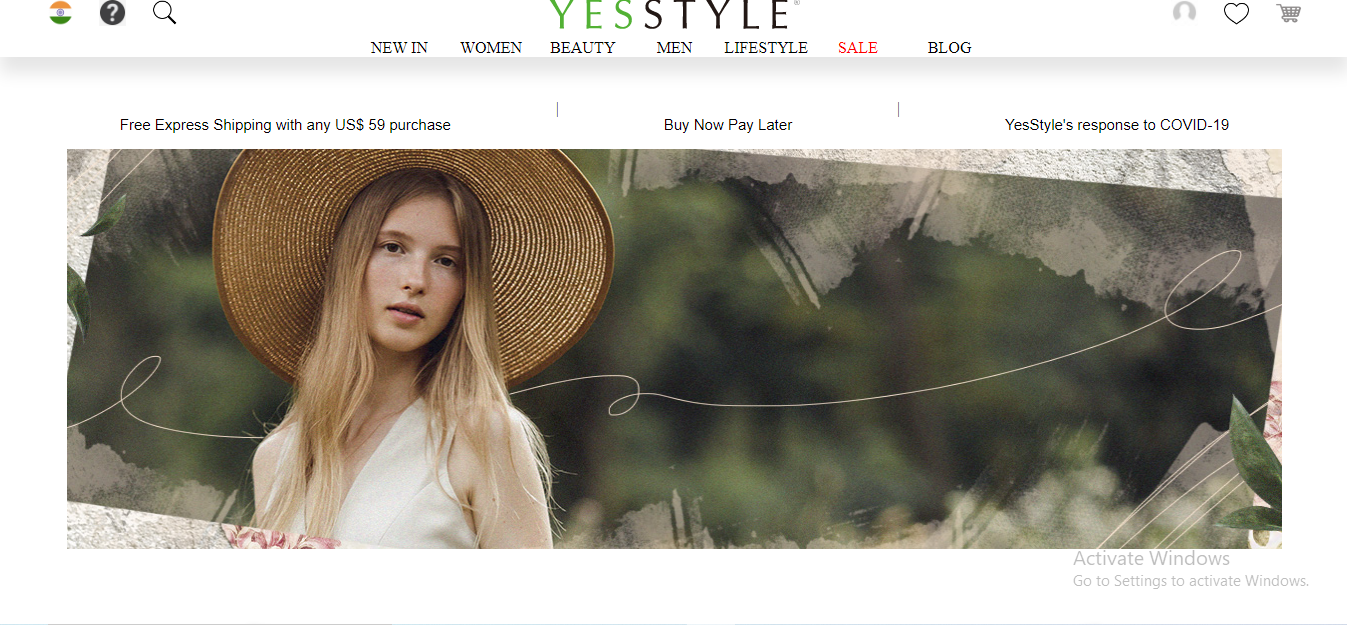 ?
YESSTYLE®
NEW IN WOMEN BEAUTY MEN LIFESTYLE SALE BLOG
Free Express Shipping with any US$ 59 purchase | Buy Now Pay Later | YesStyle's response to COVID-19
Activate Windows
Go to Settings to activate Windows.